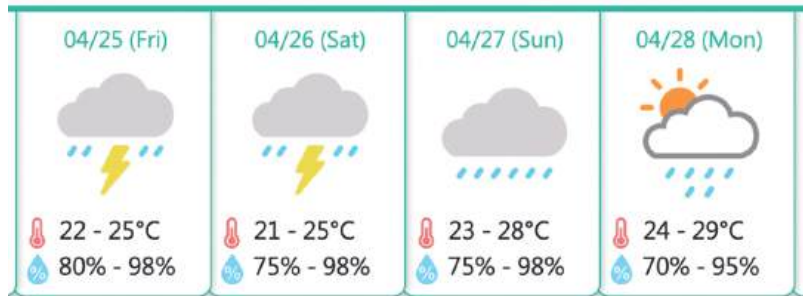 04/25 (Fri)
04/26 (Sat)
04/27 (Sun)
04/28 (Mon)
22 - 25°C
21 - 25°C
23 - 28°C
24 - 29°C
%
80% - 98%
%
75% - 98%
%
75% - 98%
%
70% - 95%